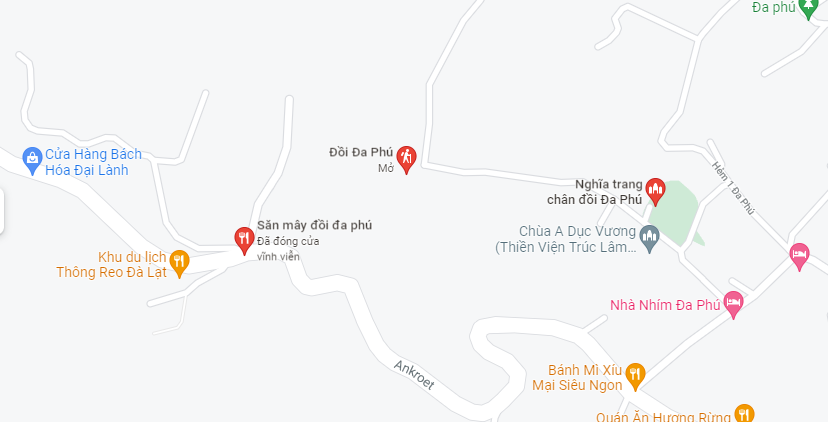 Đa phú
Cửa Hàng Bách
Hóa Đại Lành
Đồi Đa Phú
Mở
Nghĩa trang
chân đồi Đa Phú
Hẻm 1 Đa Phú
Săn mây đồi đa phú
Đã đóng cửa
vĩnh viễn
Chùa A Dục Vương
(Thiền Viện Trúc Lâm...
Khu du lịch
Thông Reo Đà Lạt
Nhà Nhím Đa Phú
Ankroet
Bánh Mì Xíu
Mại Siêu Ngon
Quán Ăn Hương Rừng